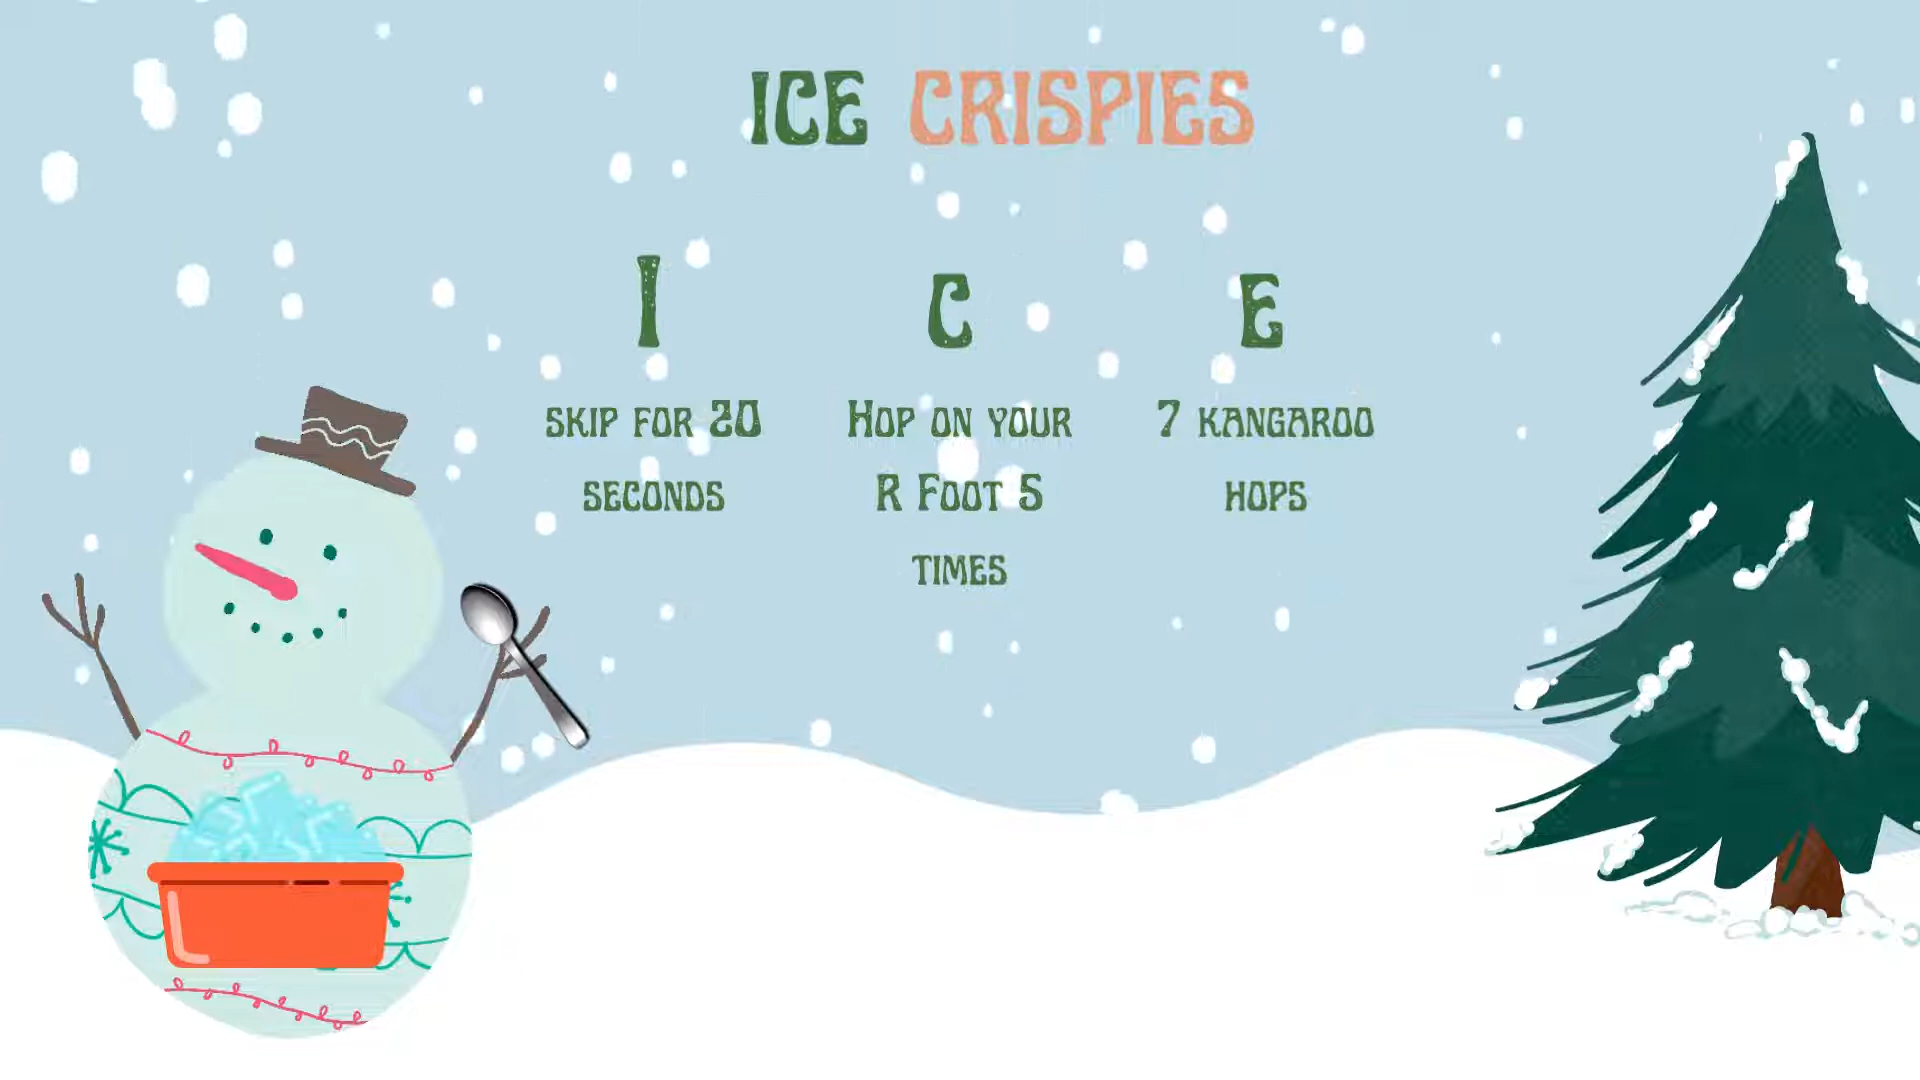 ICE CRISPIES
I C E
SKIP FOR 20
SECONDS
HOP ON YOUR
R FOOT 5
TIMES
7 KANGAROO
HOPS